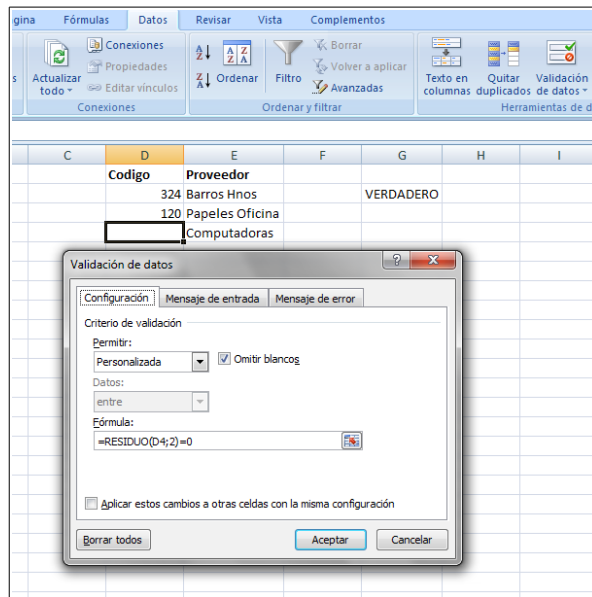 gina Fórmulas Datos Revisar Vista Complementos
Conexiones
Propiedades
Editar vínculos
Actualizar
todo
Conexiones
Ordenar
Filtro
Borrar
Volver a aplicar
Avanzadas
Ordenar y filtrar
Texto en
columnas
Quitar
duplicados
Validación
de datos
Herramientas de d
C D E F G H I
Codigo Proveedor
324 Barros Hnos VERDADERO
120 Papeles Oficina
Computadoras
Validación de datos
Configuración Mensaje de entrada Mensaje de error
Criterio de validación
Permitir:
Personalizada Omitir blancos
Datos:
entre
Fórmula:
=RESIDUO(D4;2)=0
Aplicar estos cambios a otras celdas con la misma configuración
Borrar todos Aceptar Cancelar